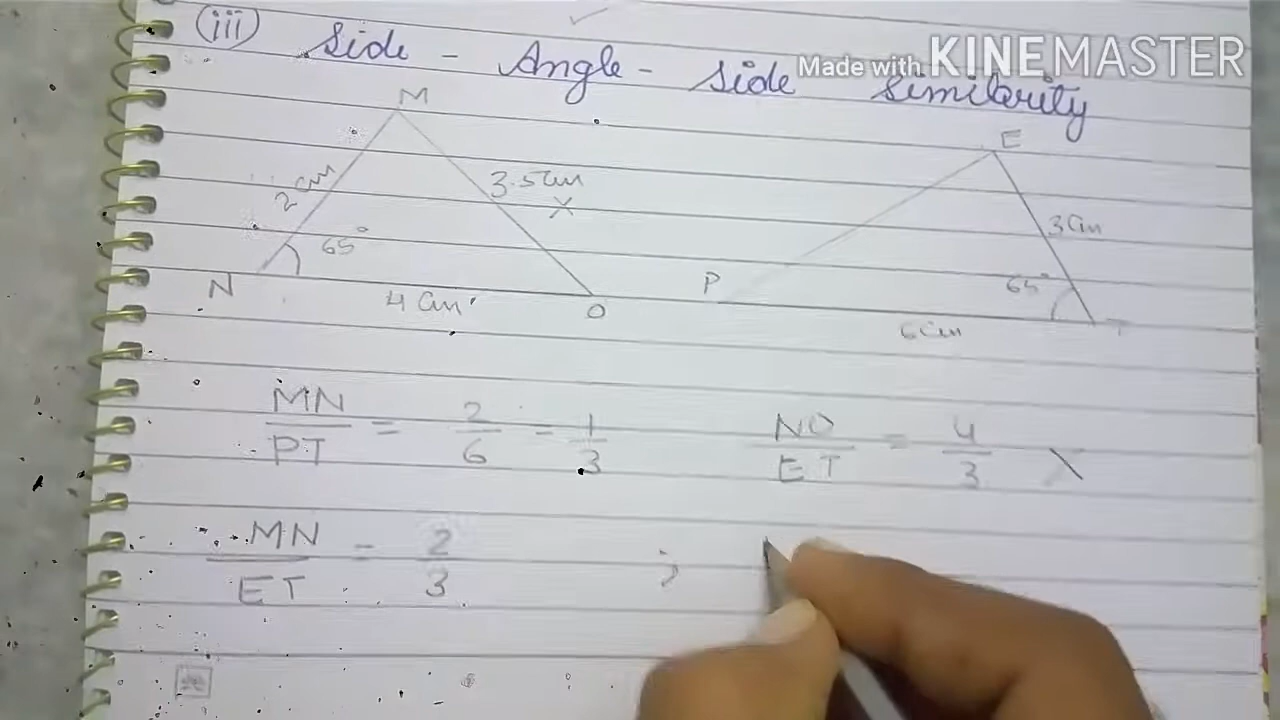 Made with KINEMASTER
(iii) Side - Angle - Side Similarity
M
E
2 cm
3.5 cm
×
3 cm
65°
65°
N
4 cm
O
P
6 cm
T
MN/PT = 2/6 = 1/3
NO/ET = 4/3
MN/ET = 2/3 ;